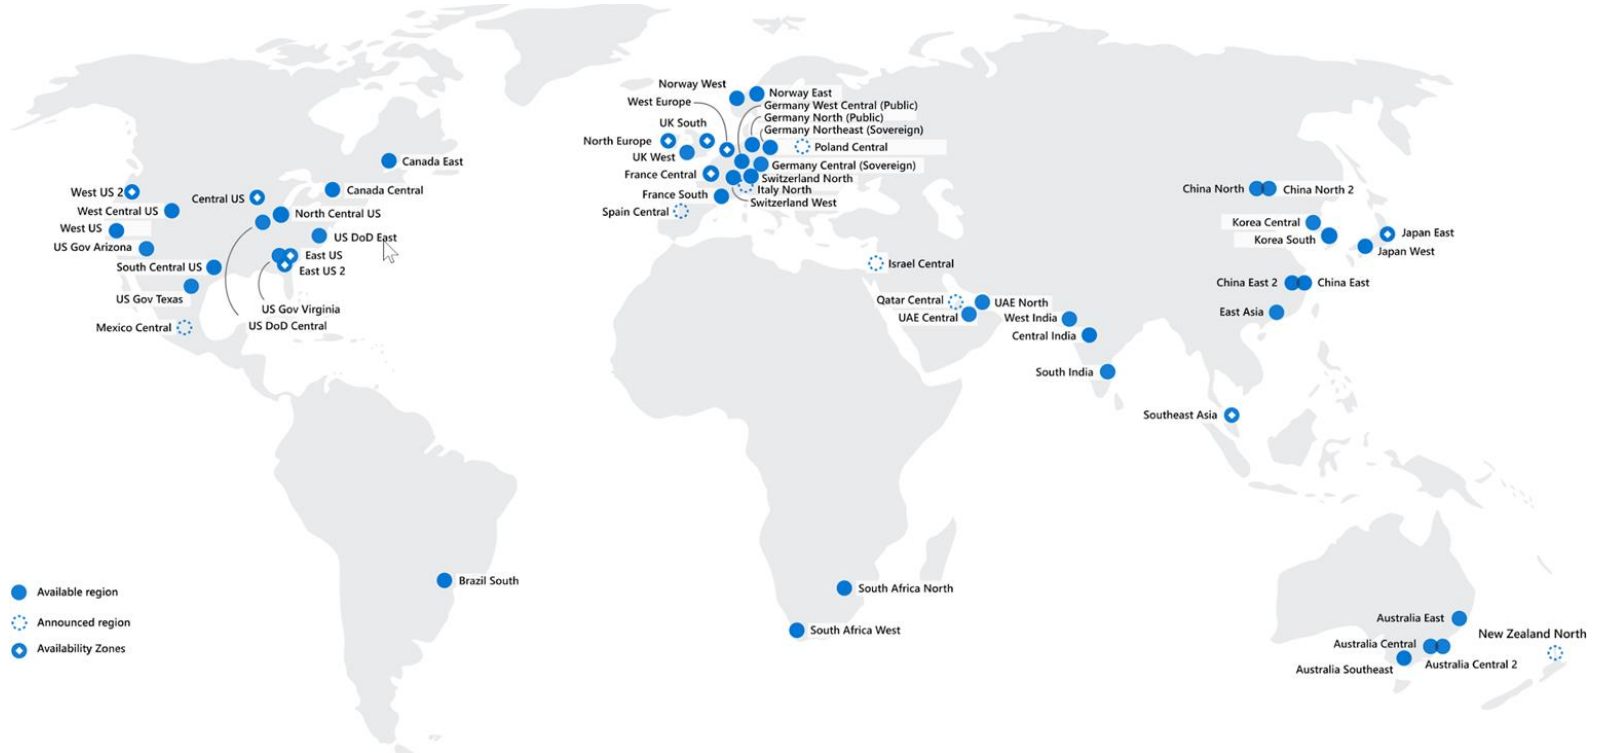 Norway West
Norway East
West Europe
Germany West Central (Public)
Germany North (Public)
UK South
Germany Northeast (Sovereign)
North Europe
Poland Central
UK West
Germany Central (Sovereign)
France Central
Switzerland North
Italy North
France South
Switzerland West
Spain Central
Canada East
West US 2
Central US
Canada Central
West Central US
North Central US
West US
US DoD East
US Gov Arizona
East US
South Central US
East US 2
US Gov Texas
US Gov Virginia
Mexico Central
US DoD Central
Israel Central
Qatar Central
UAE North
UAE Central
West India
Central India
South India
China North
China North 2
Korea Central
Korea South
Japan East
Japan West
China East 2
China East
East Asia
Southeast Asia
Brazil South
South Africa North
South Africa West
Australia East
New Zealand North
Australia Central
Australia Central 2
Australia Southeast
Available region
Announced region
Availability Zones